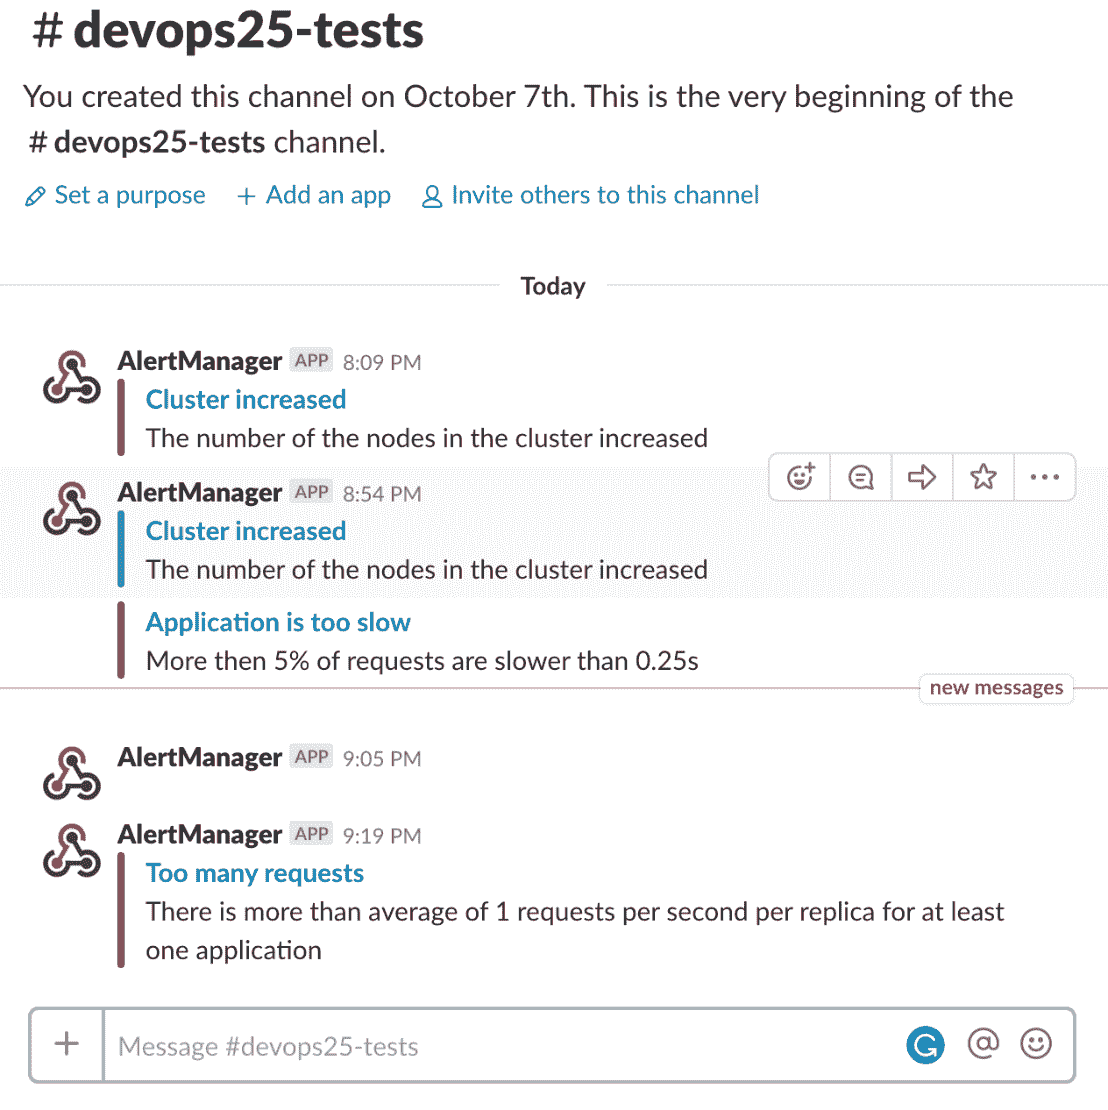 # devops25-tests
You created this channel on October 7th. This is the very beginning of the
# devops25-tests channel.
Set a purpose + Add an app Invite others to this channel
Today
AlertManager APP 8:09 PM
Cluster increased
The number of the nodes in the cluster increased
AlertManager APP 8:54 PM
Cluster increased
The number of the nodes in the cluster increased
Application is too slow
More then 5% of requests are slower than 0.25s
new messages
AlertManager APP 9:05 PM
AlertManager APP 9:19 PM
Too many requests
There is more than average of 1 requests per second per replica for at least
one application
+ Message #devops25-tests @